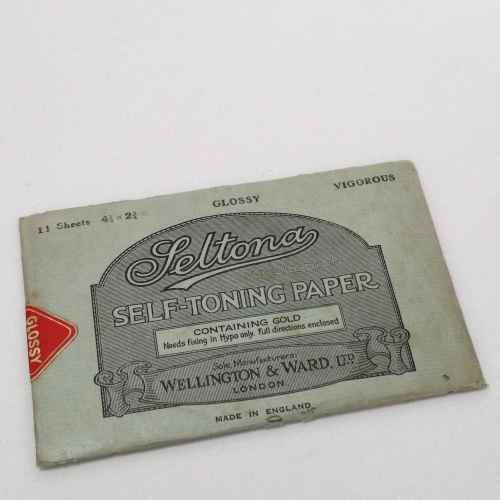 11 Sheets 4¼ × 2¾ GLOSSY VIGOROUS
Seltona
SELF-TONING PAPER
CONTAINING GOLD
Needs fixing in Hypo only. Full directions enclosed
Sole Manufacturers:
WELLINGTON & WARD, LTD
LONDON
MADE IN ENGLAND
GLOSSY